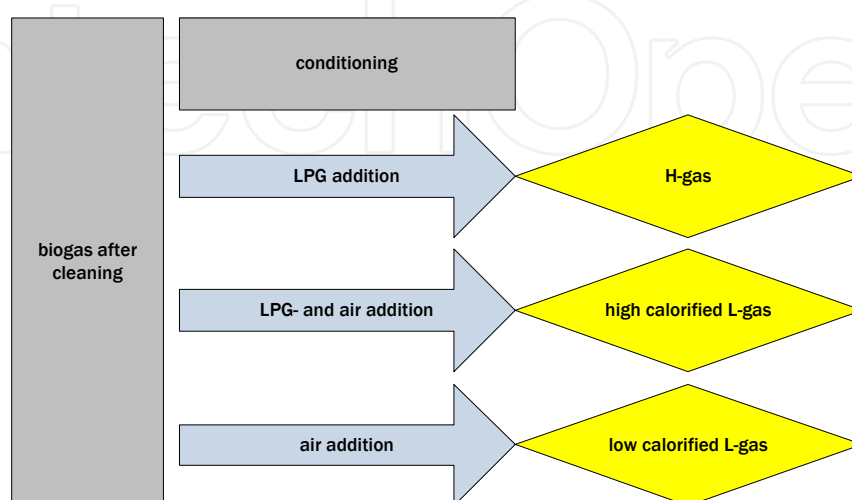 conditioning
LPG addition
H-gas
biogas after
cleaning
LPG- and air addition
high calorified L-gas
air addition
low calorified L-gas